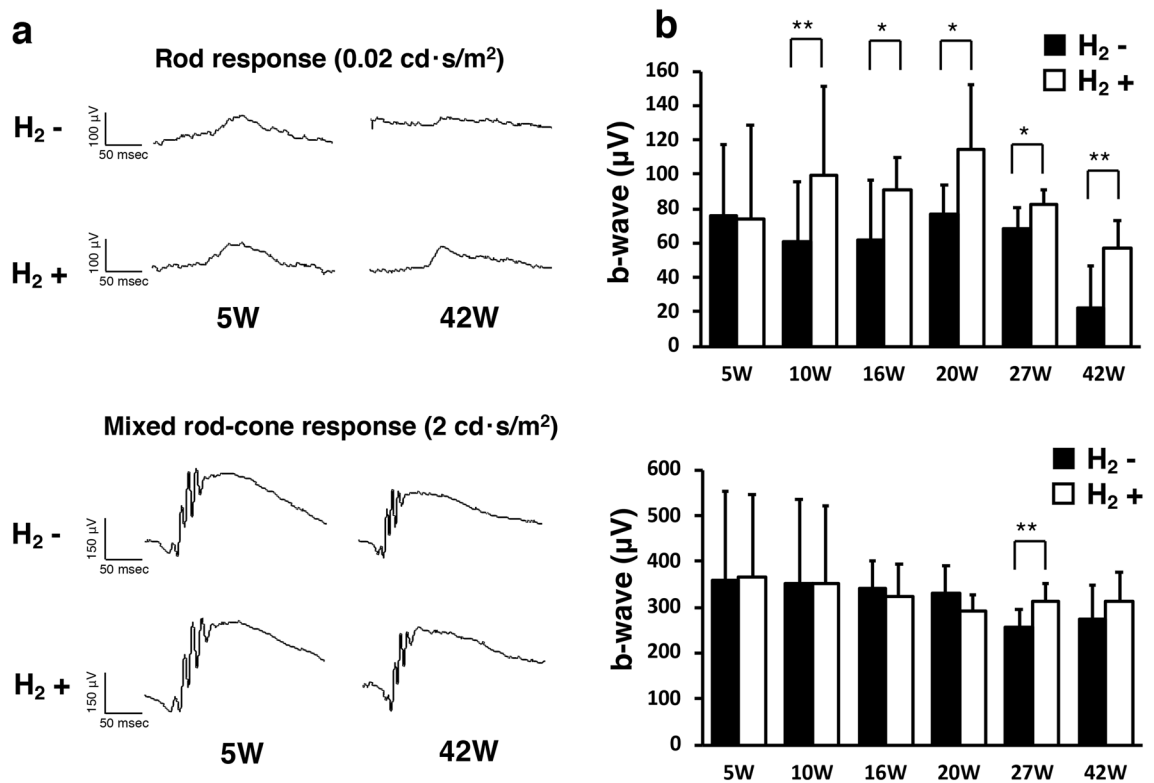 a
Rod response (0.02 cd·s/m²)
H₂ -
100 μV
50 msec
H₂ +
100 μV
50 msec
5W
42W
Mixed rod-cone response (2 cd·s/m²)
H₂ -
150 μV
50 msec
H₂ +
150 μV
50 msec
5W
42W
b
** * * * **
H₂ -
H₂ +
b-wave (μV)
160
140
120
100
80
60
40
20
0
5W 10W 16W 20W 27W 42W
**
H₂ -
H₂ +
b-wave (μV)
600
500
400
300
200
100
0
5W 10W 16W 20W 27W 42W